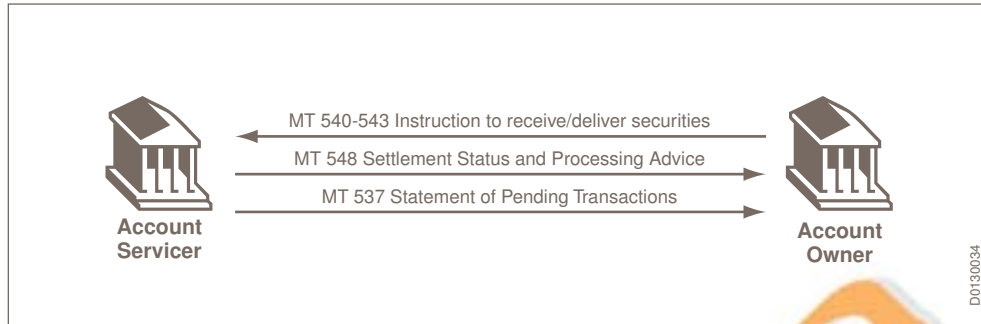 MT 540-543 Instruction to receive/deliver securities
MT 548 Settlement Status and Processing Advice
MT 537 Statement of Pending Transactions
Account
Servicer
Account
Owner
D0130034